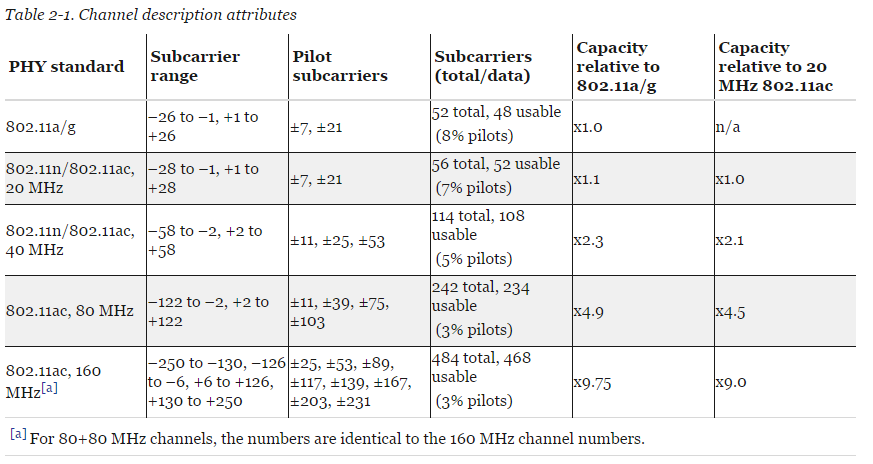 Table 2-1. Channel description attributes
PHY standard
Subcarrier
range
Pilot
subcarriers
Subcarriers
(total/data)
Capacity
relative to
802.11a/g
Capacity
relative to 20
MHz 802.11ac
802.11a/g
−26 to −1, +1 to
+26
±7, ±21
52 total, 48 usable
(8% pilots)
x1.0
n/a
802.11n/802.11ac,
20 MHz
−28 to −1, +1 to
+28
±7, ±21
56 total, 52 usable
(7% pilots)
x1.1
x1.0
802.11n/802.11ac,
40 MHz
−58 to −2, +2 to
+58
±11, ±25, ±53
114 total, 108
usable
(5% pilots)
x2.3
x2.1
802.11ac, 80 MHz
−122 to −2, +2 to
+122
±11, ±39, ±75,
±103
242 total, 234
usable
(3% pilots)
x4.9
x4.5
802.11ac, 160
MHz[a]
−250 to −130, −126
to −6, +6 to +126,
+130 to +250
±25, ±53, ±89,
±117, ±139, ±167,
±203, ±231
484 total, 468
usable
(3% pilots)
x9.75
x9.0
[a] For 80+80 MHz channels, the numbers are identical to the 160 MHz channel numbers.